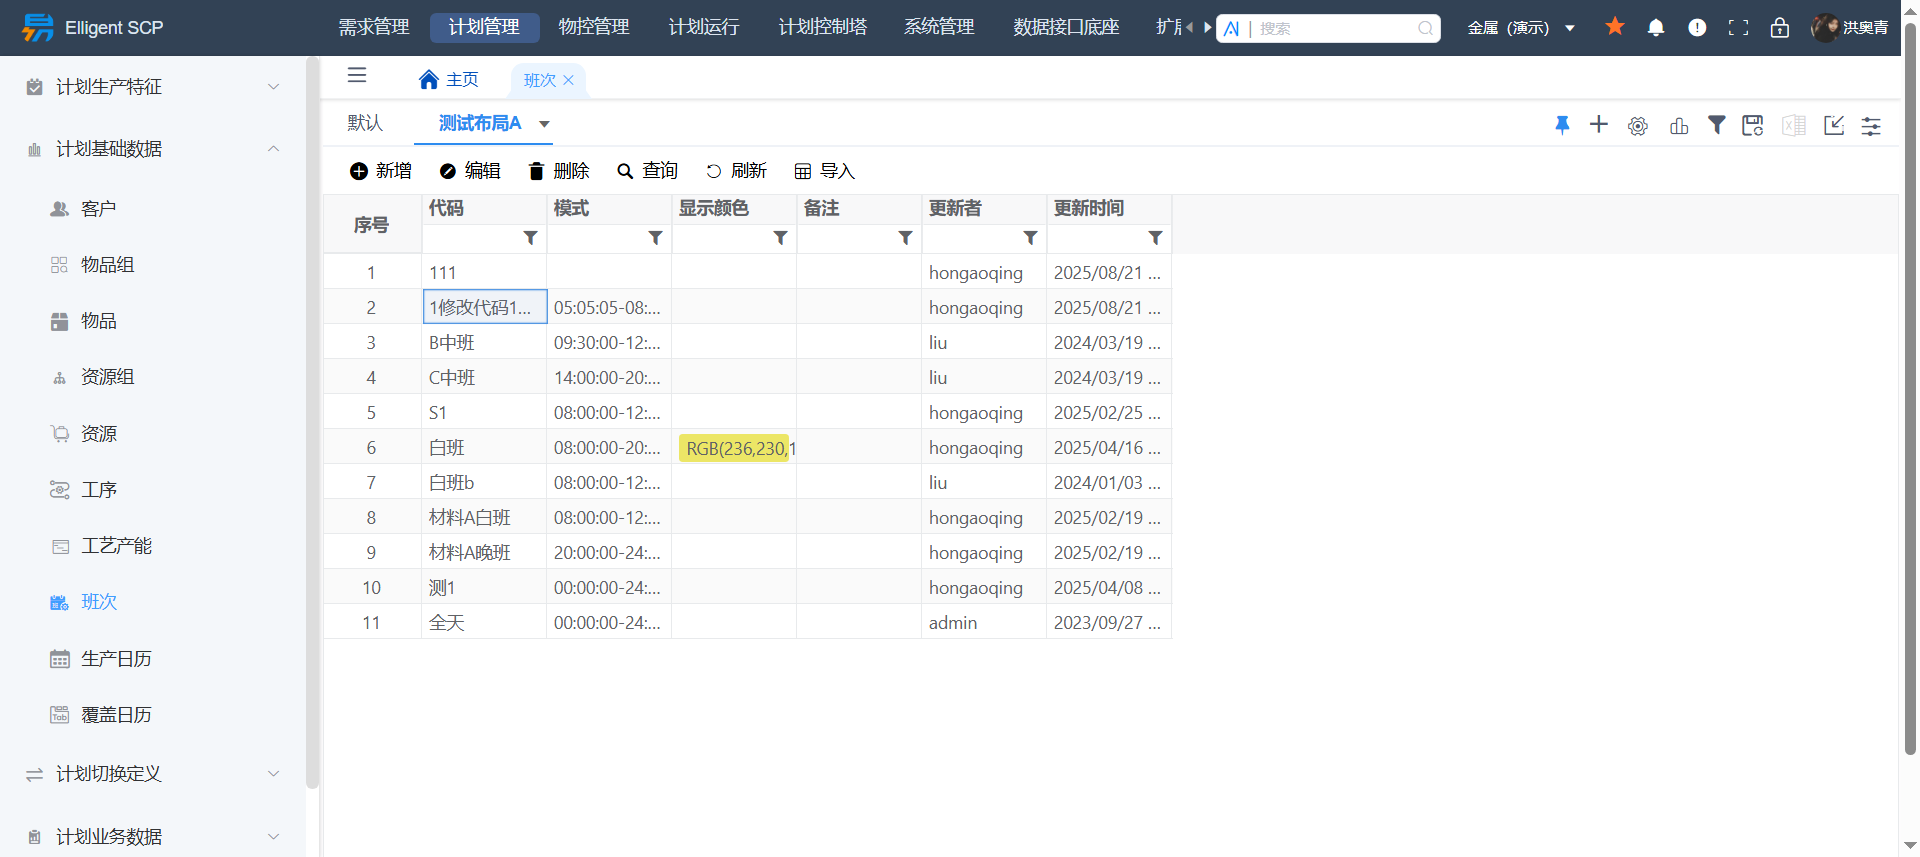 Elligent SCP
需求管理 计划管理 物控管理 计划运行 计划控制塔 系统管理 数据接口底座
搜索
金属 (演示)
洪奥青
计划生产特征
计划基础数据
客户
物品组
物品
资源组
资源
工序
工艺产能
班次
生产日历
Tab
覆盖日历
计划切换定义
计划业务数据
主页 班次
默认 测试布局A
新增 编辑 删除 查询 刷新 导入
序号 代码 模式 显示颜色 备注 更新者 更新时间
1 111 hongaoqing 2025/08/21 ...
2 1修改代码1... 05:05:05-08:... hongaoqing 2025/08/21 ...
3 B中班 09:30:00-12:... liu 2024/03/19 ...
4 C中班 14:00:00-20:... liu 2024/03/19 ...
5 S1 08:00:00-12:... hongaoqing 2025/02/25 ...
6 白班 08:00:00-20:... RGB(236,230,1 hongaoqing 2025/04/16 ...
7 白班b 08:00:00-12:... liu 2024/01/03 ...
8 材料A白班 08:00:00-12:... hongaoqing 2025/02/19 ...
9 材料A晚班 20:00:00-24:... hongaoqing 2025/02/19 ...
10 测1 00:00:00-24:... hongaoqing 2025/04/08 ...
11 全天 00:00:00-24:... admin 2023/09/27 ...